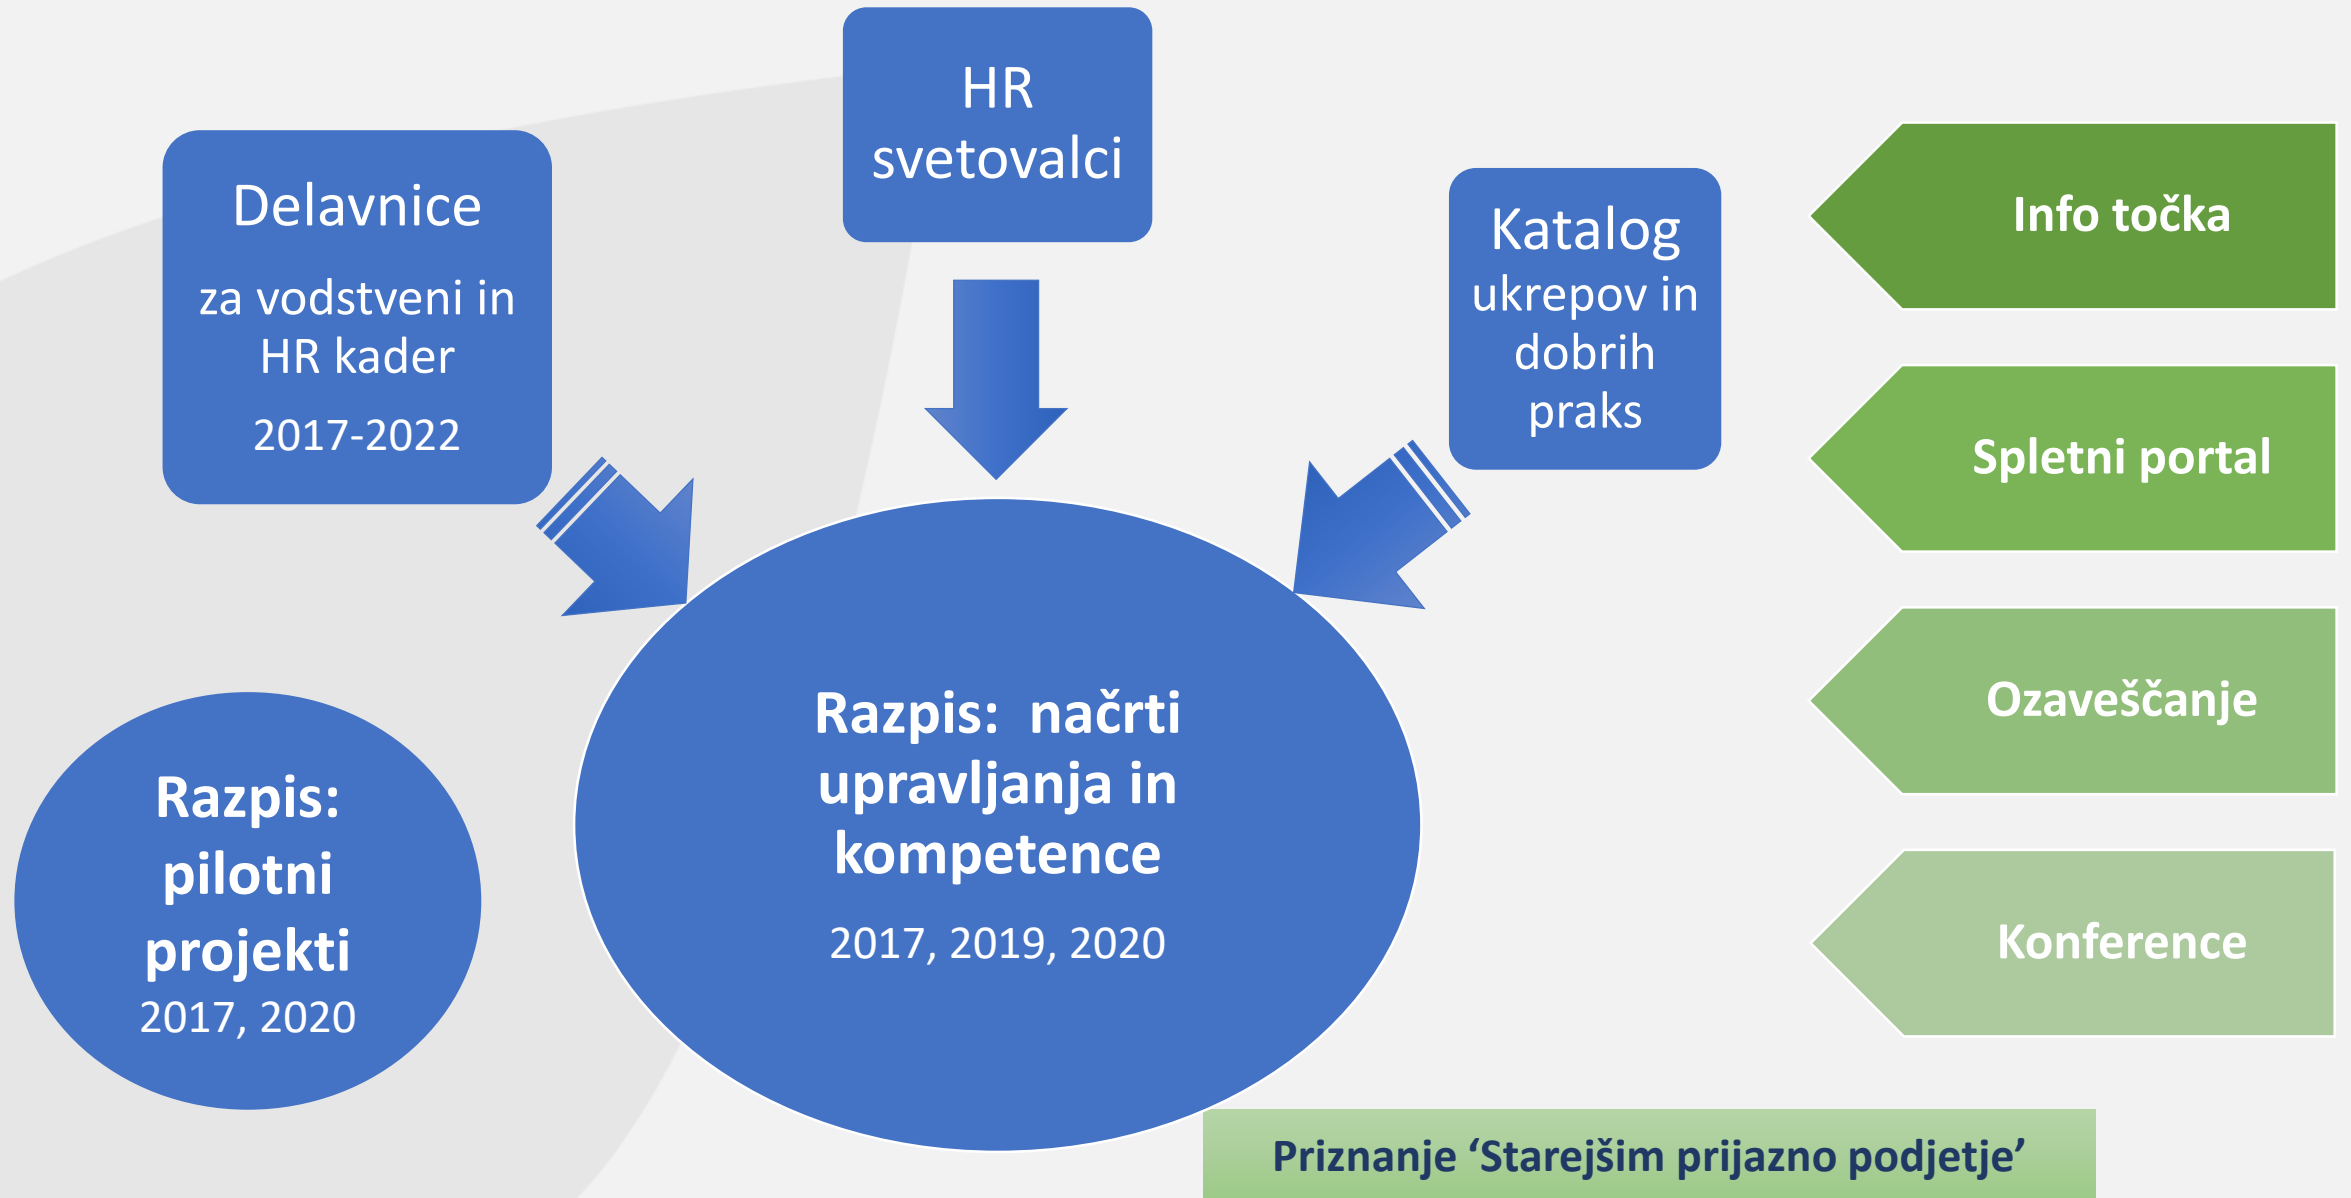 HR
svetovalci
Delavnice
za vodstveni in
HR kader
2017-2022
Katalog
ukrepov in
dobrih
praks
Info točka
Spletni portal
Ozaveščanje
Konference
Razpis: načrti
upravljanja in
kompetence
2017, 2019, 2020
Razpis:
pilotni
projekti
2017, 2020
Priznanje ‘Starejšim prijazno podjetje’